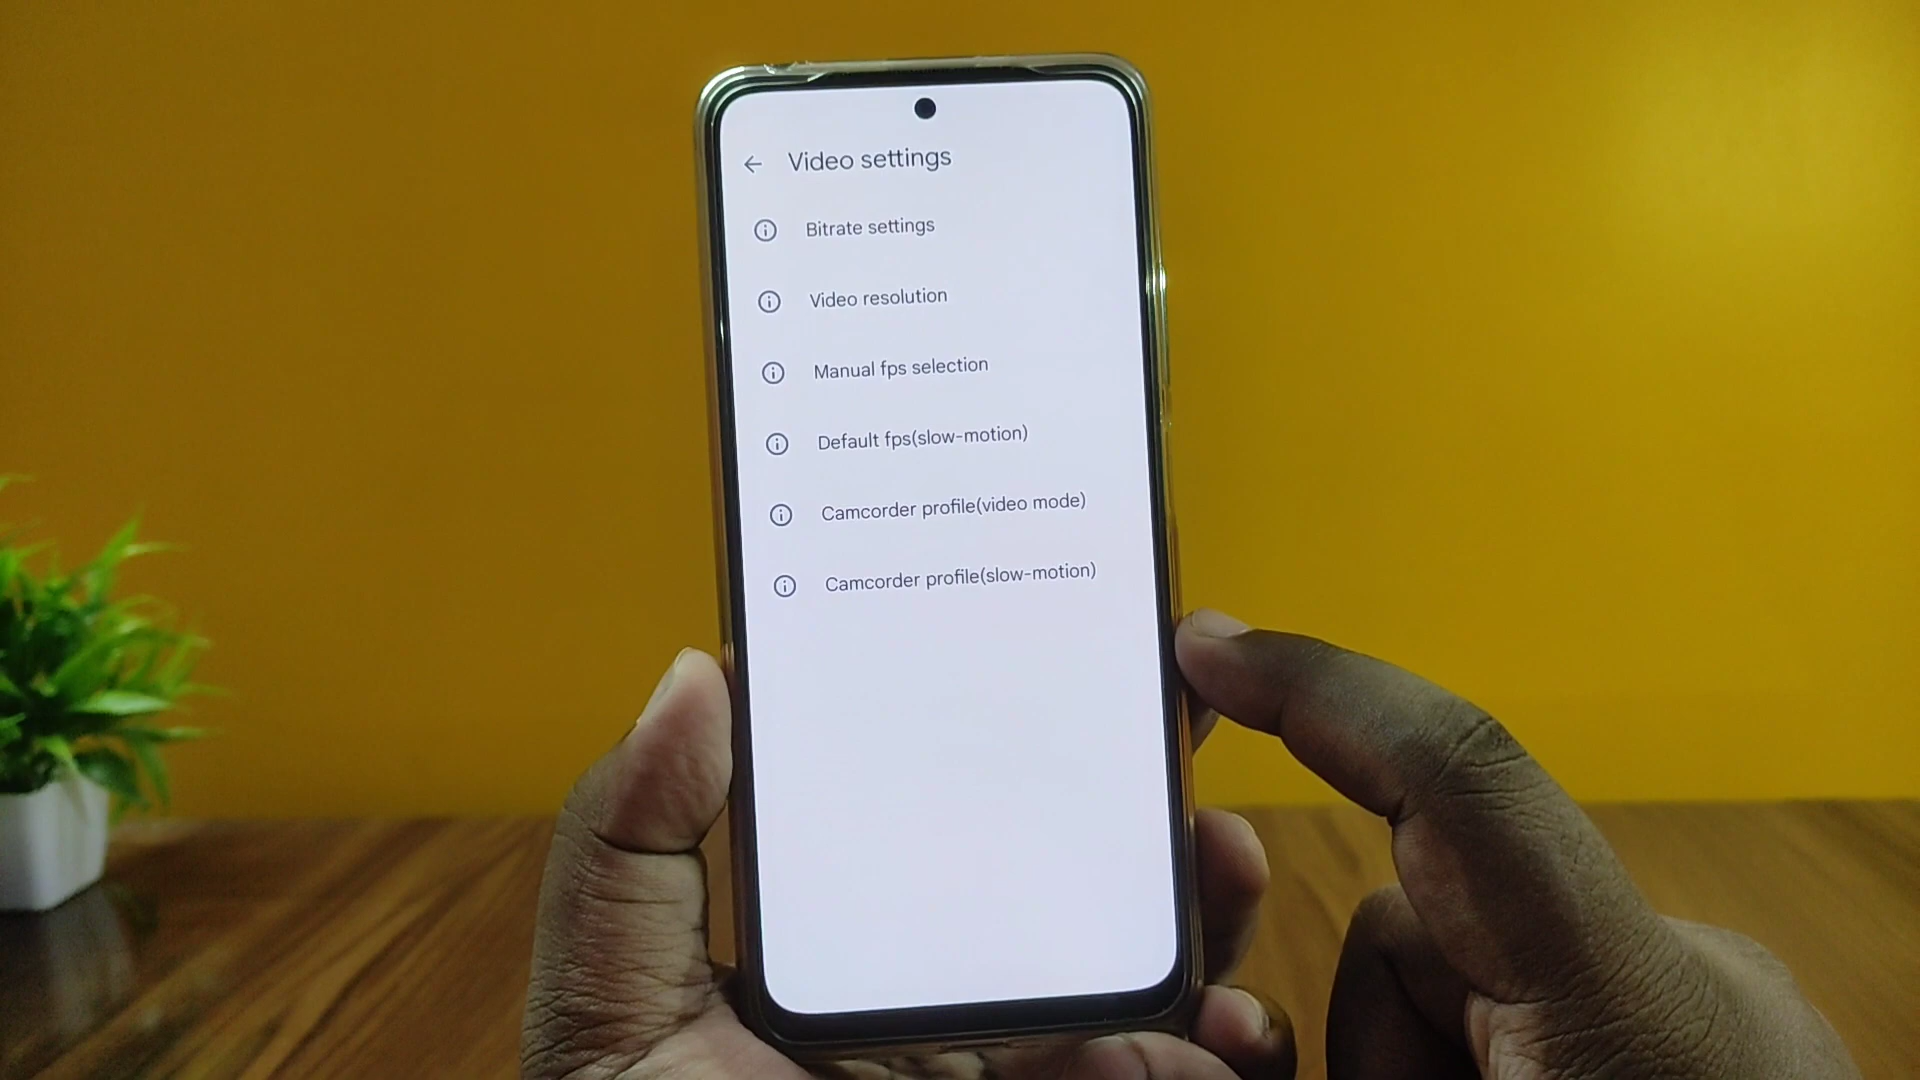 Video settings
Bitrate settings
Video resolution
Manual fps selection
Default fps(slow-motion)
Camcorder profile(video mode)
Camcorder profile(slow-motion)